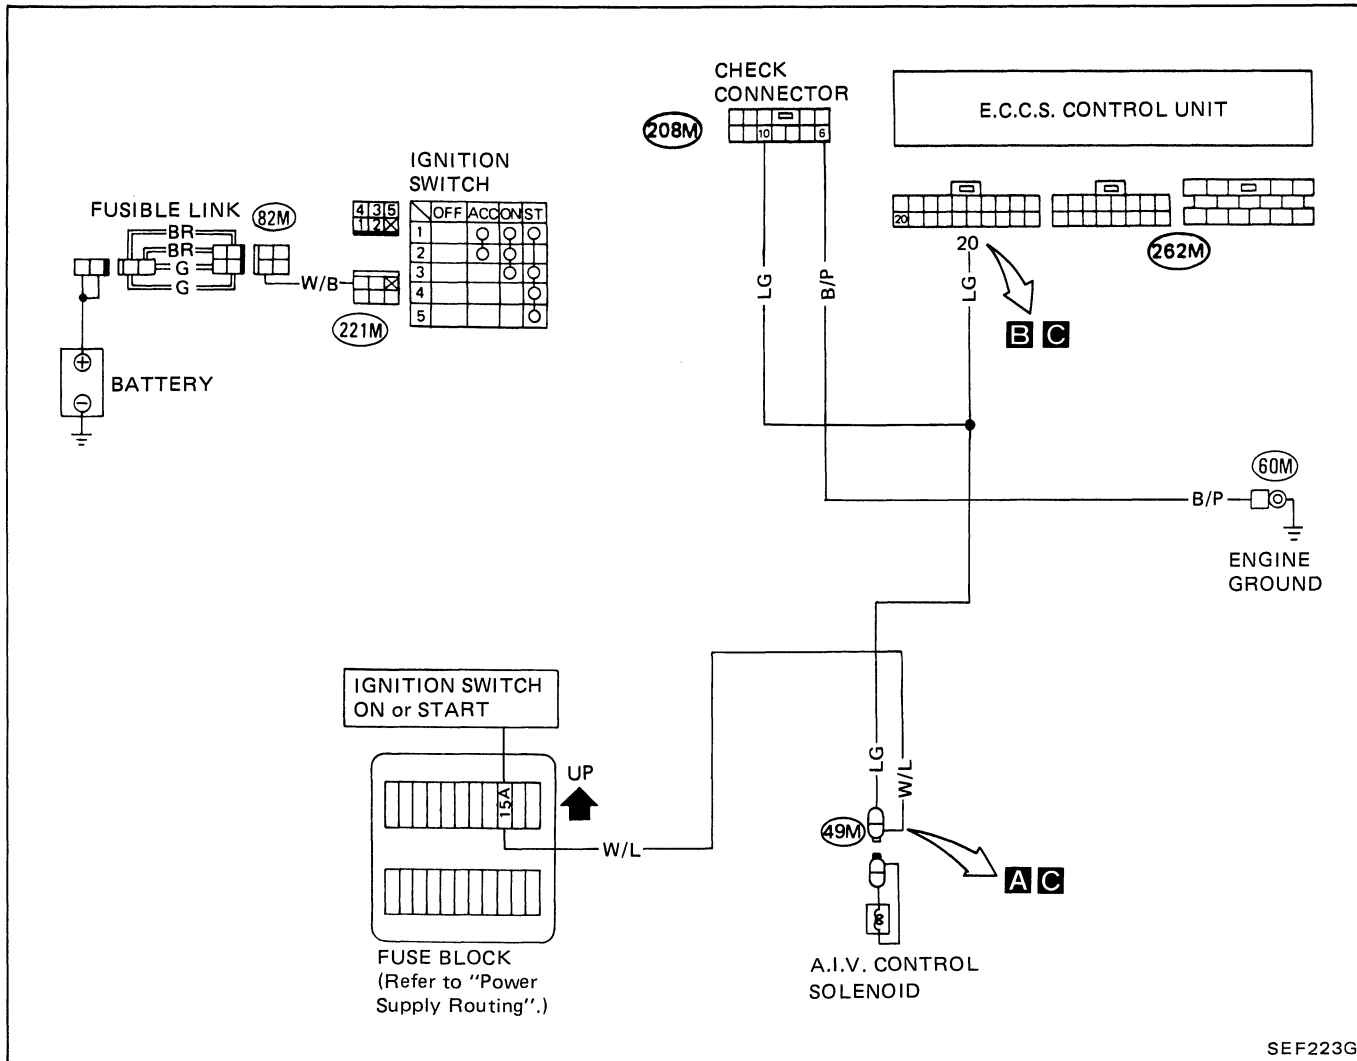 CHECK
CONNECTOR
208M
10
6
E.C.C.S. CONTROL UNIT
20
262M
20
LG
B C
LG
B/P
IGNITION
SWITCH
4 3 5
1 2
OFF ACC ON ST
1
2
3
4
5
FUSIBLE LINK
82M
BR
BR
G
G
W/B
221M
BATTERY
60M
B/P
ENGINE
GROUND
IGNITION SWITCH
ON or START
UP
15A
W/L
LG
W/L
49M
A C
FUSE BLOCK
(Refer to "Power
Supply Routing".)
A.I.V. CONTROL
SOLENOID
SEF223G